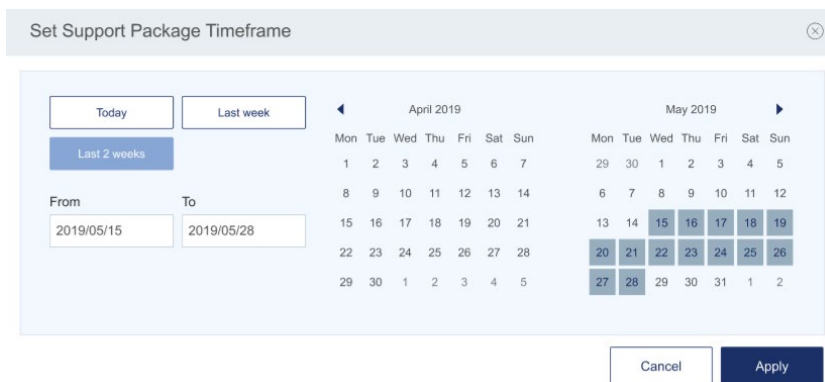 Set Support Package Timeframe
Today Last week
Last 2 weeks
From To
2019/05/15 2019/05/28
April 2019
Mon Tue Wed Thu Fri Sat Sun
1 2 3 4 5 6 7
8 9 10 11 12 13 14
15 16 17 18 19 20 21
22 23 24 25 26 27 28
29 30 1 2 3 4 5
May 2019
Mon Tue Wed Thu Fri Sat Sun
29 30 1 2 3 4 5
6 7 8 9 10 11 12
13 14 15 16 17 18 19
20 21 22 23 24 25 26
27 28 29 30 31 1 2
Cancel Apply